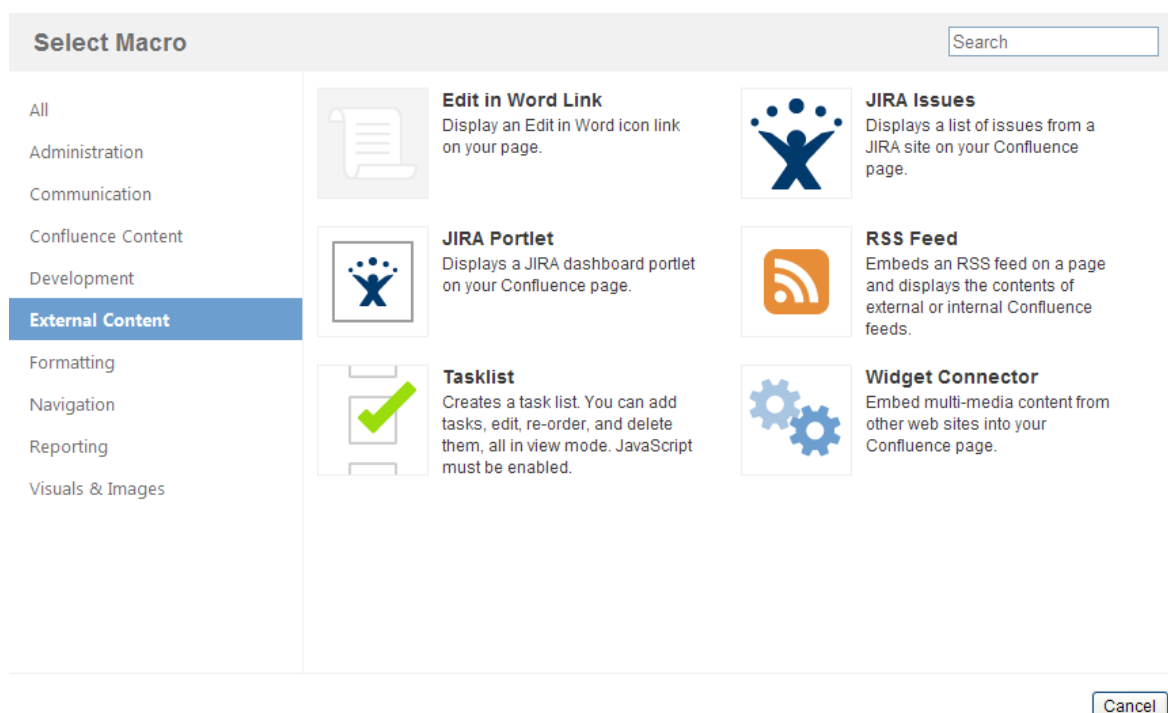 Select Macro
Search
All
Administration
Communication
Confluence Content
Development
External Content
Formatting
Navigation
Reporting
Visuals & Images
Edit in Word Link
Display an Edit in Word icon link
on your page.
JIRA Issues
Displays a list of issues from a
JIRA site on your Confluence
page.
JIRA Portlet
Displays a JIRA dashboard portlet
on your Confluence page.
RSS Feed
Embeds an RSS feed on a page
and displays the contents of
external or internal Confluence
feeds.
Tasklist
Creates a task list. You can add
tasks, edit, re-order, and delete
them, all in view mode. JavaScript
must be enabled.
Widget Connector
Embed multi-media content from
other web sites into your
Confluence page.
Cancel